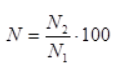 N = N₂/N₁ · 100